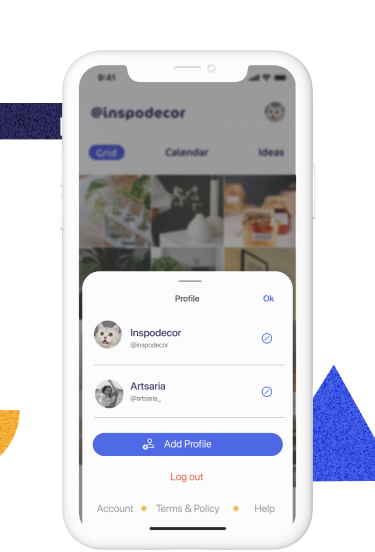 9:41
@inspodecor
Grid Calendar Ideas
Profile Ok
Inspodecor
@inspodecor
Artsaria
@artsaria_
Add Profile
Log out
Account Terms & Policy Help